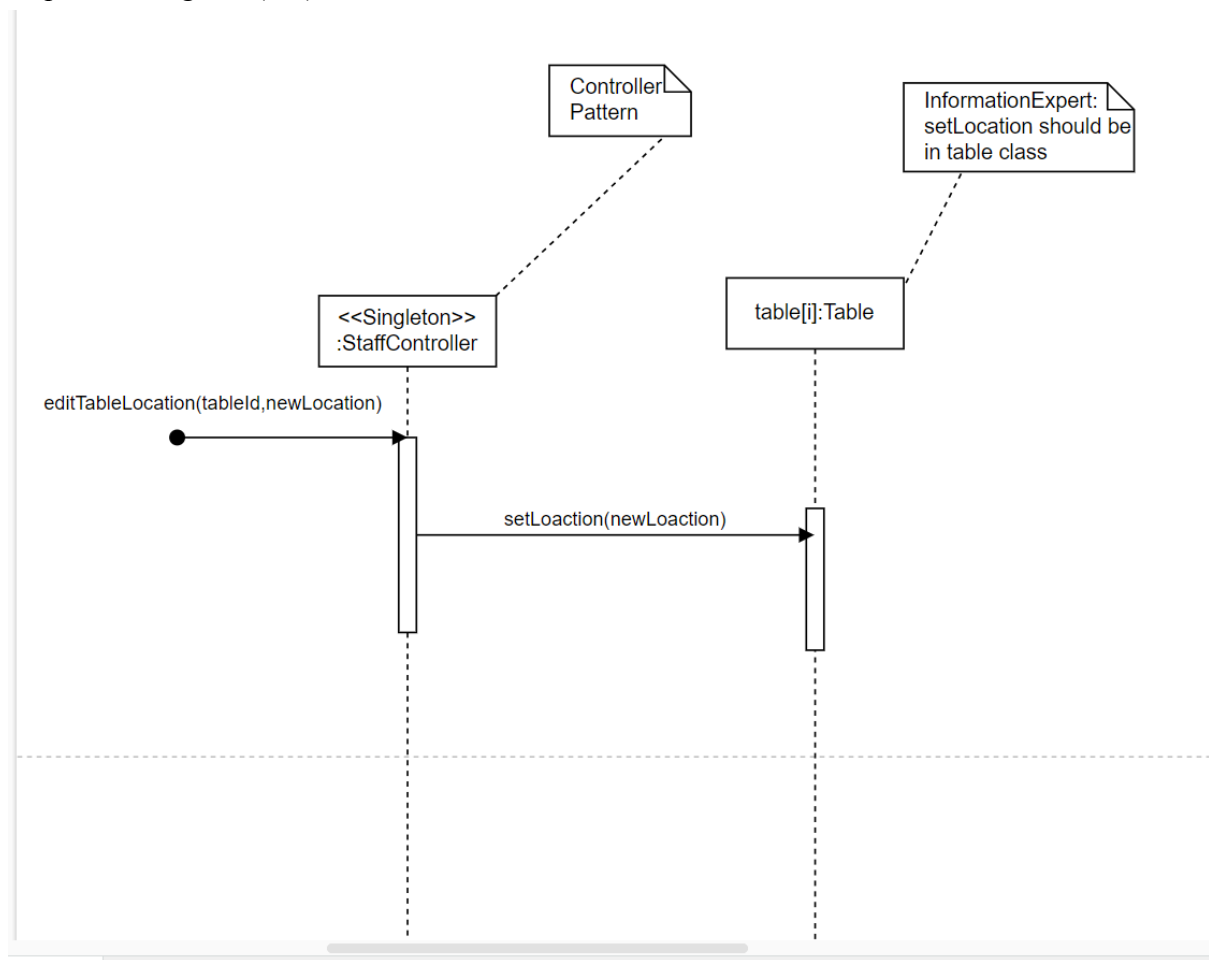 Controller
Pattern
InformationExpert:
setLocation should be
in table class
<<Singleton>>
:StaffController
table[i]:Table
editTableLocation(tableId,newLocation)
setLoaction(newLoaction)